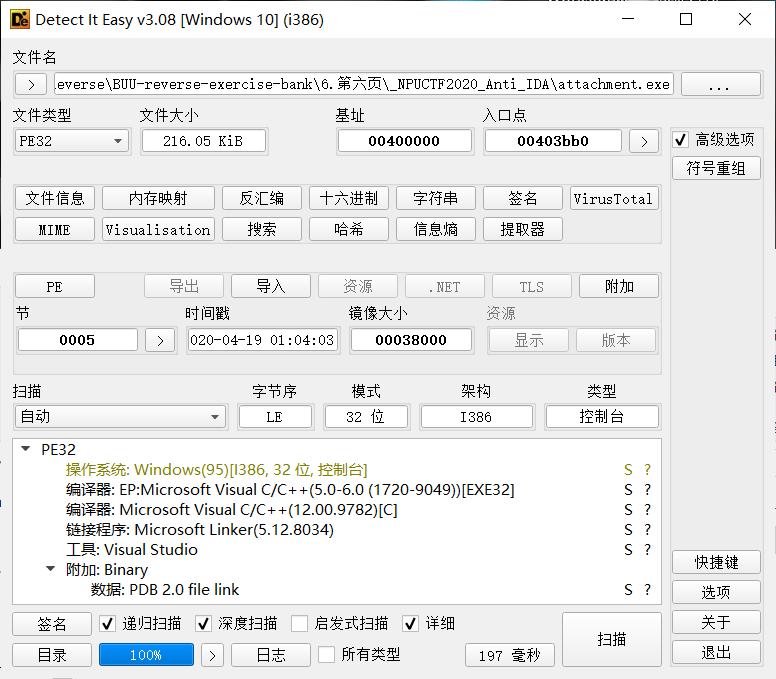 Detect It Easy v3.08 [Windows 10] (i386)
文件名
> everse\BUU-reverse-exercise-bank\6.第六页\_NPUCTF2020_Anti_IDA\attachment.exe ...
文件类型 文件大小 基址 入口点
PE32 216.05 KiB 00400000 00403bb0 > 高级选项
符号重组
文件信息 内存映射 反汇编 十六进制 字符串 签名 VirusTotal
MIME Visualisation 搜索 哈希 信息熵 提取器
PE 导出 导入 资源 .NET TLS 附加
节 时间戳 镜像大小 资源
0005 > 020-04-19 01:04:03 00038000 显示 版本
扫描 字节序 模式 架构 类型
自动 LE 32 位 I386 控制台
PE32
操作系统: Windows(95)[I386, 32 位, 控制台] S ?
编译器: EP:Microsoft Visual C/C++(5.0-6.0 (1720-9049))[EXE32] S ?
编译器: Microsoft Visual C/C++(12.00.9782)[C] S ?
链接程序: Microsoft Linker(5.12.8034) S ?
工具: Visual Studio S ?
附加: Binary
数据: PDB 2.0 file link S ?
快捷键
选项
关于
退出
签名 递归扫描 深度扫描 启发式扫描 详细 扫描
目录 100% > 日志 所有类型 197 毫秒